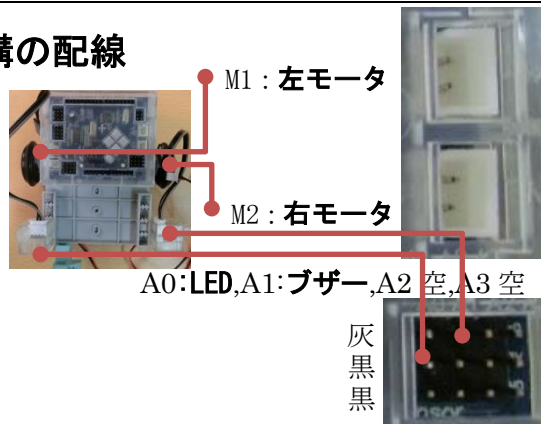 構の配線
M1：左モータ
M2：右モータ
A0:LED,A1:ブザー,A2 空,A3 空
灰
黒
黒